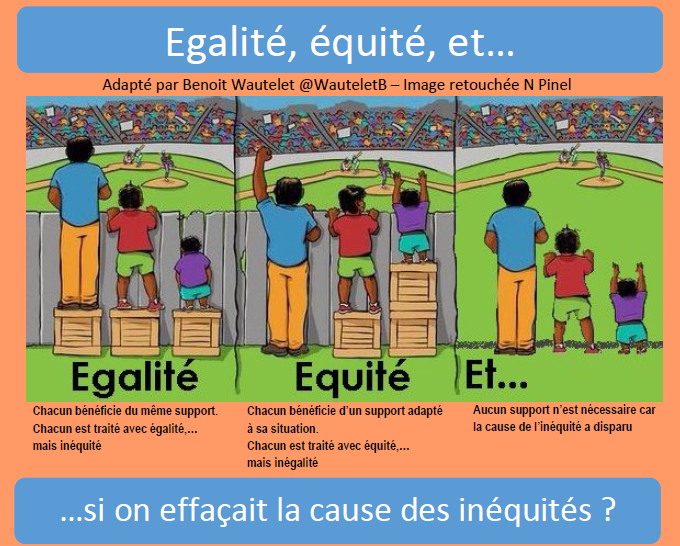 Egalité, équité, et...
Adapté par Benoit Wautelet @WauteletB – Image retouchée N Pinel
Egalité
Chacun bénéficie du même support.
Chacun est traité avec égalité,...
mais inéquité
Equité
Chacun bénéficie d'un support adapté
à sa situation.
Chacun est traité avec équité,...
mais inégalité
Et...
Aucun support n'est nécessaire car
la cause de l'inéquité a disparu
...si on effaçait la cause des inéquités ?